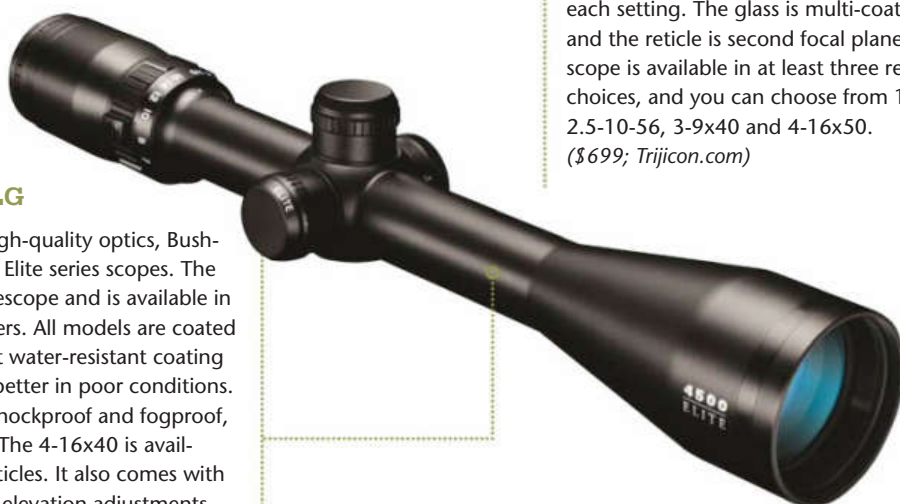 each setting. The glass is multi-coat
and the reticle is second focal plane
scope is available in at least three re
choices, and you can choose from 1
2.5-10-56, 3-9x40 and 4-16x50.
($699; Trijicon.com)
.G
gh-quality optics, Bush-
Elite series scopes. The
escope and is available in
ers. All models are coated
t water-resistant coating
better in poor conditions.
hockproof and fogproof,
The 4-16x40 is avail-
ticles. It also comes with
elevation adjustments
4500
ELITE